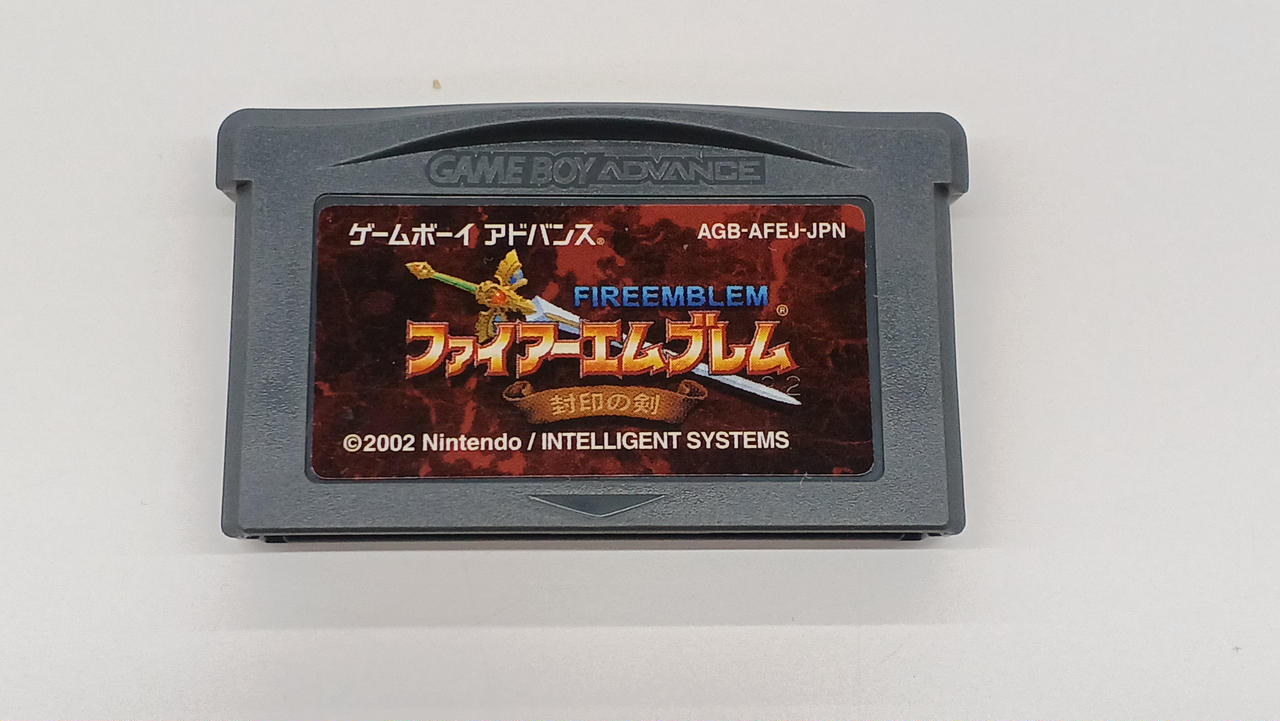 GAME BOY ADVANCE
ゲームボーイ アドバンス® AGB-AFEJ-JPN
FIREEMBLEM
ファイアーエムブレム®
封印の剣
©2002 Nintendo / INTELLIGENT SYSTEMS